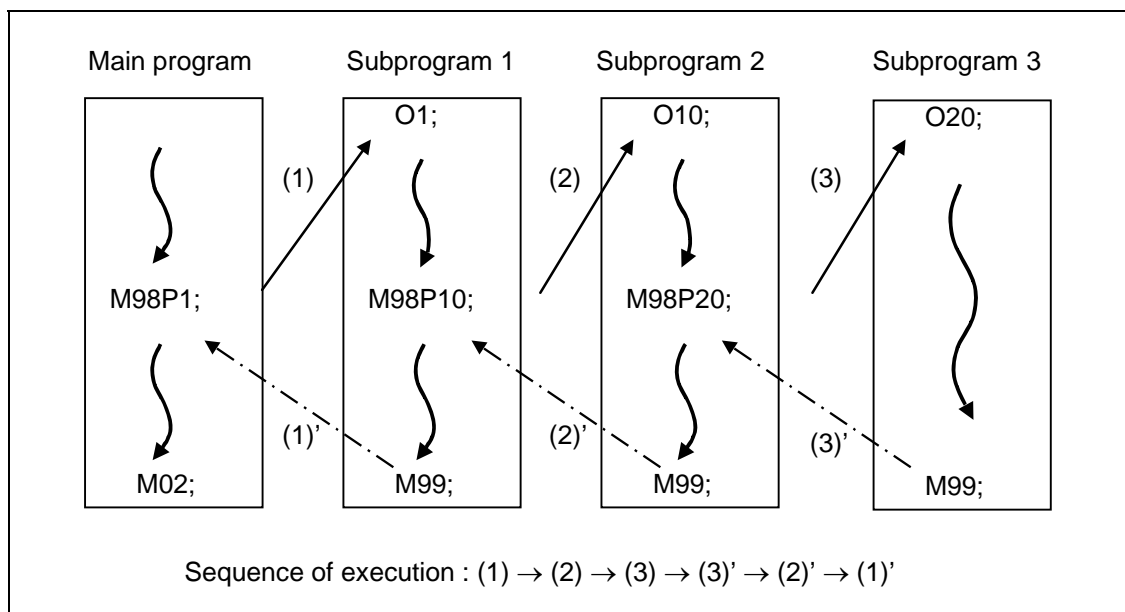 Main program
Subprogram 1
Subprogram 2
Subprogram 3
O1;
O10;
O20;
(1)
(2)
(3)
M98P1;
M98P10;
M98P20;
(1)’
(2)’
(3)’
M02;
M99;
M99;
M99;
Sequence of execution : (1) → (2) → (3) → (3)’ → (2)’ → (1)’